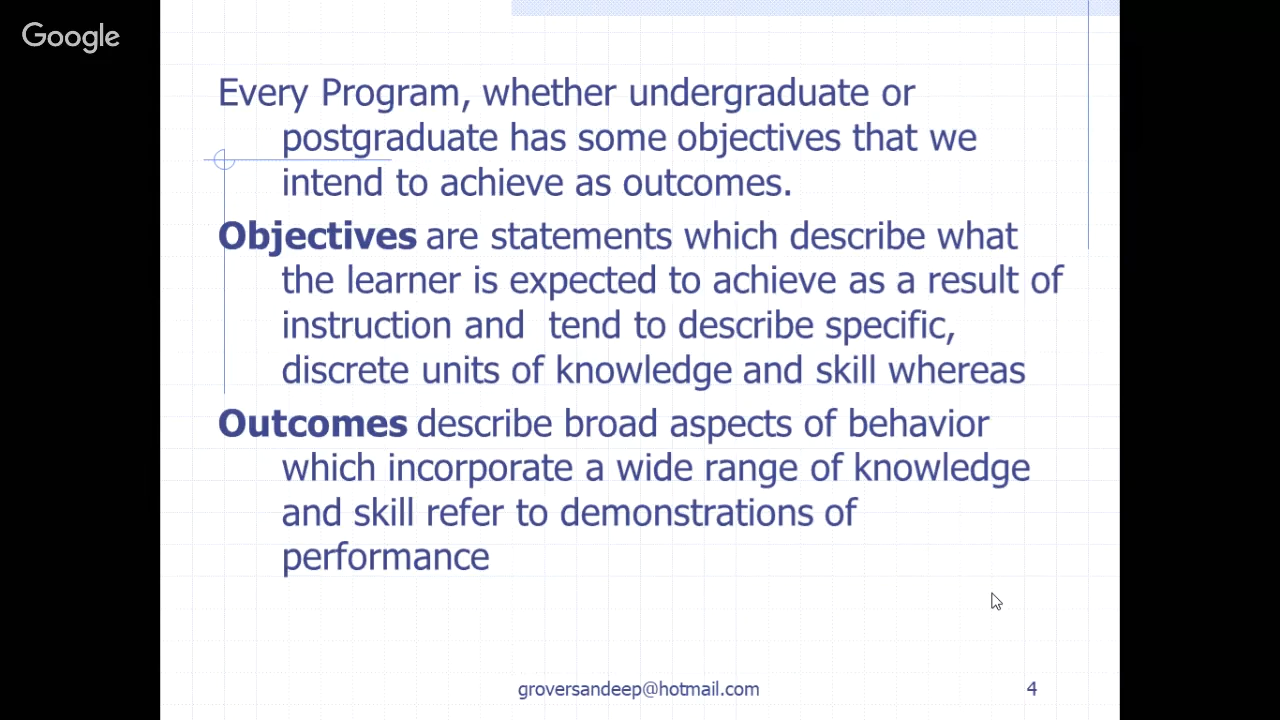 Google
Every Program, whether undergraduate or
postgraduate has some objectives that we
intend to achieve as outcomes.
Objectives are statements which describe what
the learner is expected to achieve as a result of
instruction and  tend to describe specific,
discrete units of knowledge and skill whereas
Outcomes describe broad aspects of behavior
which incorporate a wide range of knowledge
and skill refer to demonstrations of
performance
groversandeep@hotmail.com
4